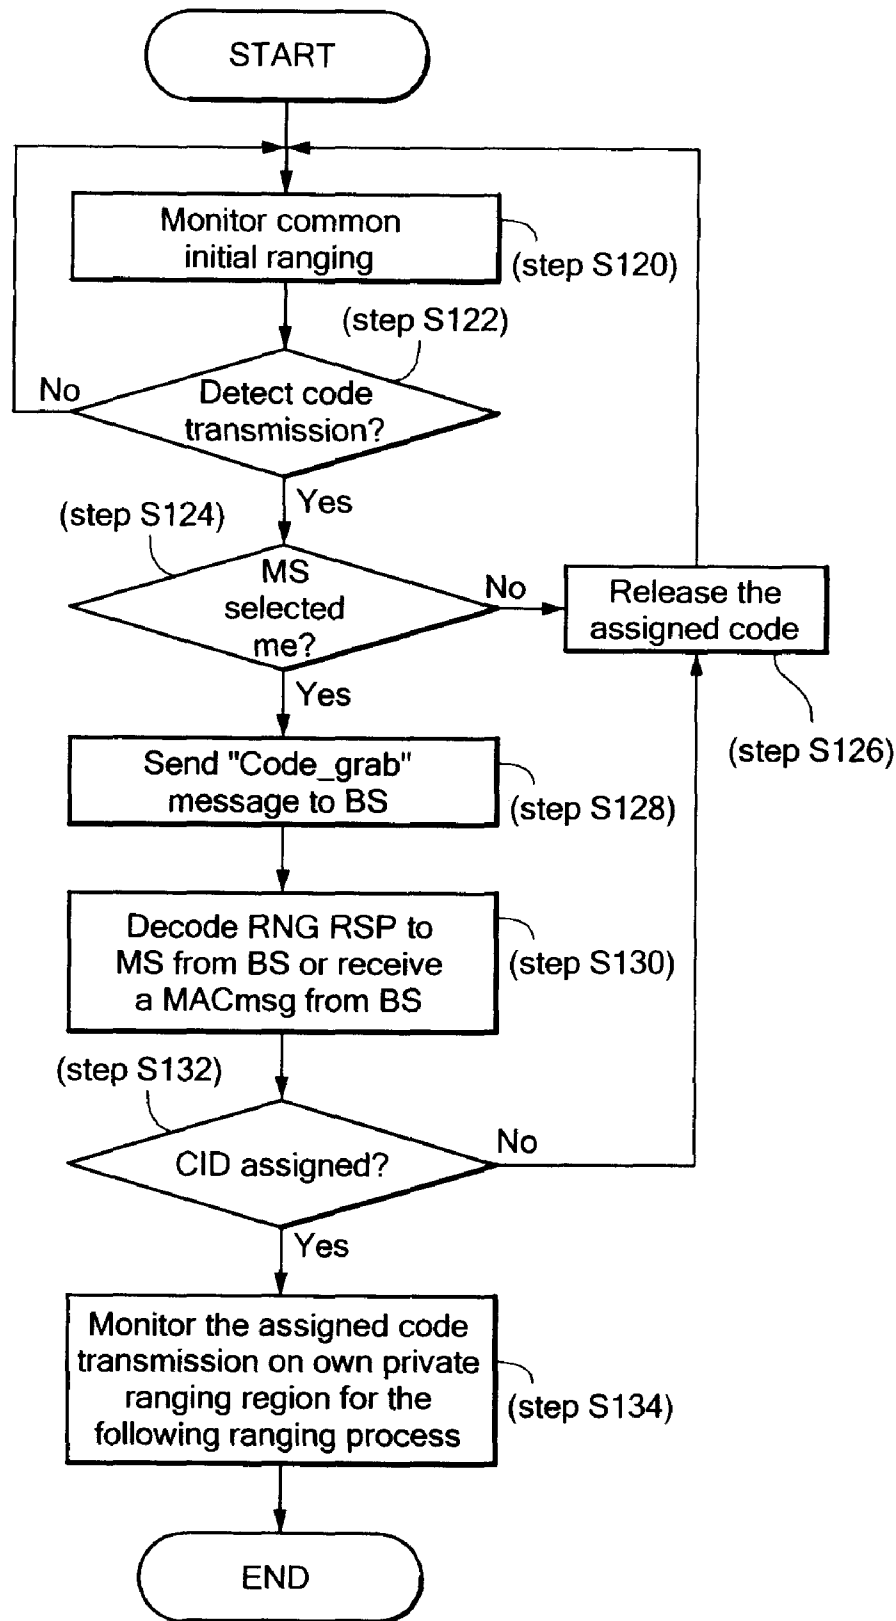 START
Monitor common
initial ranging
(step S120)
(step S122)
Detect code
transmission?
No
Yes
(step S124)
MS
selected
me?
No
Release the
assigned code
(step S126)
Yes
Send "Code_grab"
message to BS
(step S128)
Decode RNG RSP to
MS from BS or receive
a MACmsg from BS
(step S130)
(step S132)
CID assigned?
No
Yes
Monitor the assigned code
transmission on own private
ranging region for the
following ranging process
(step S134)
END